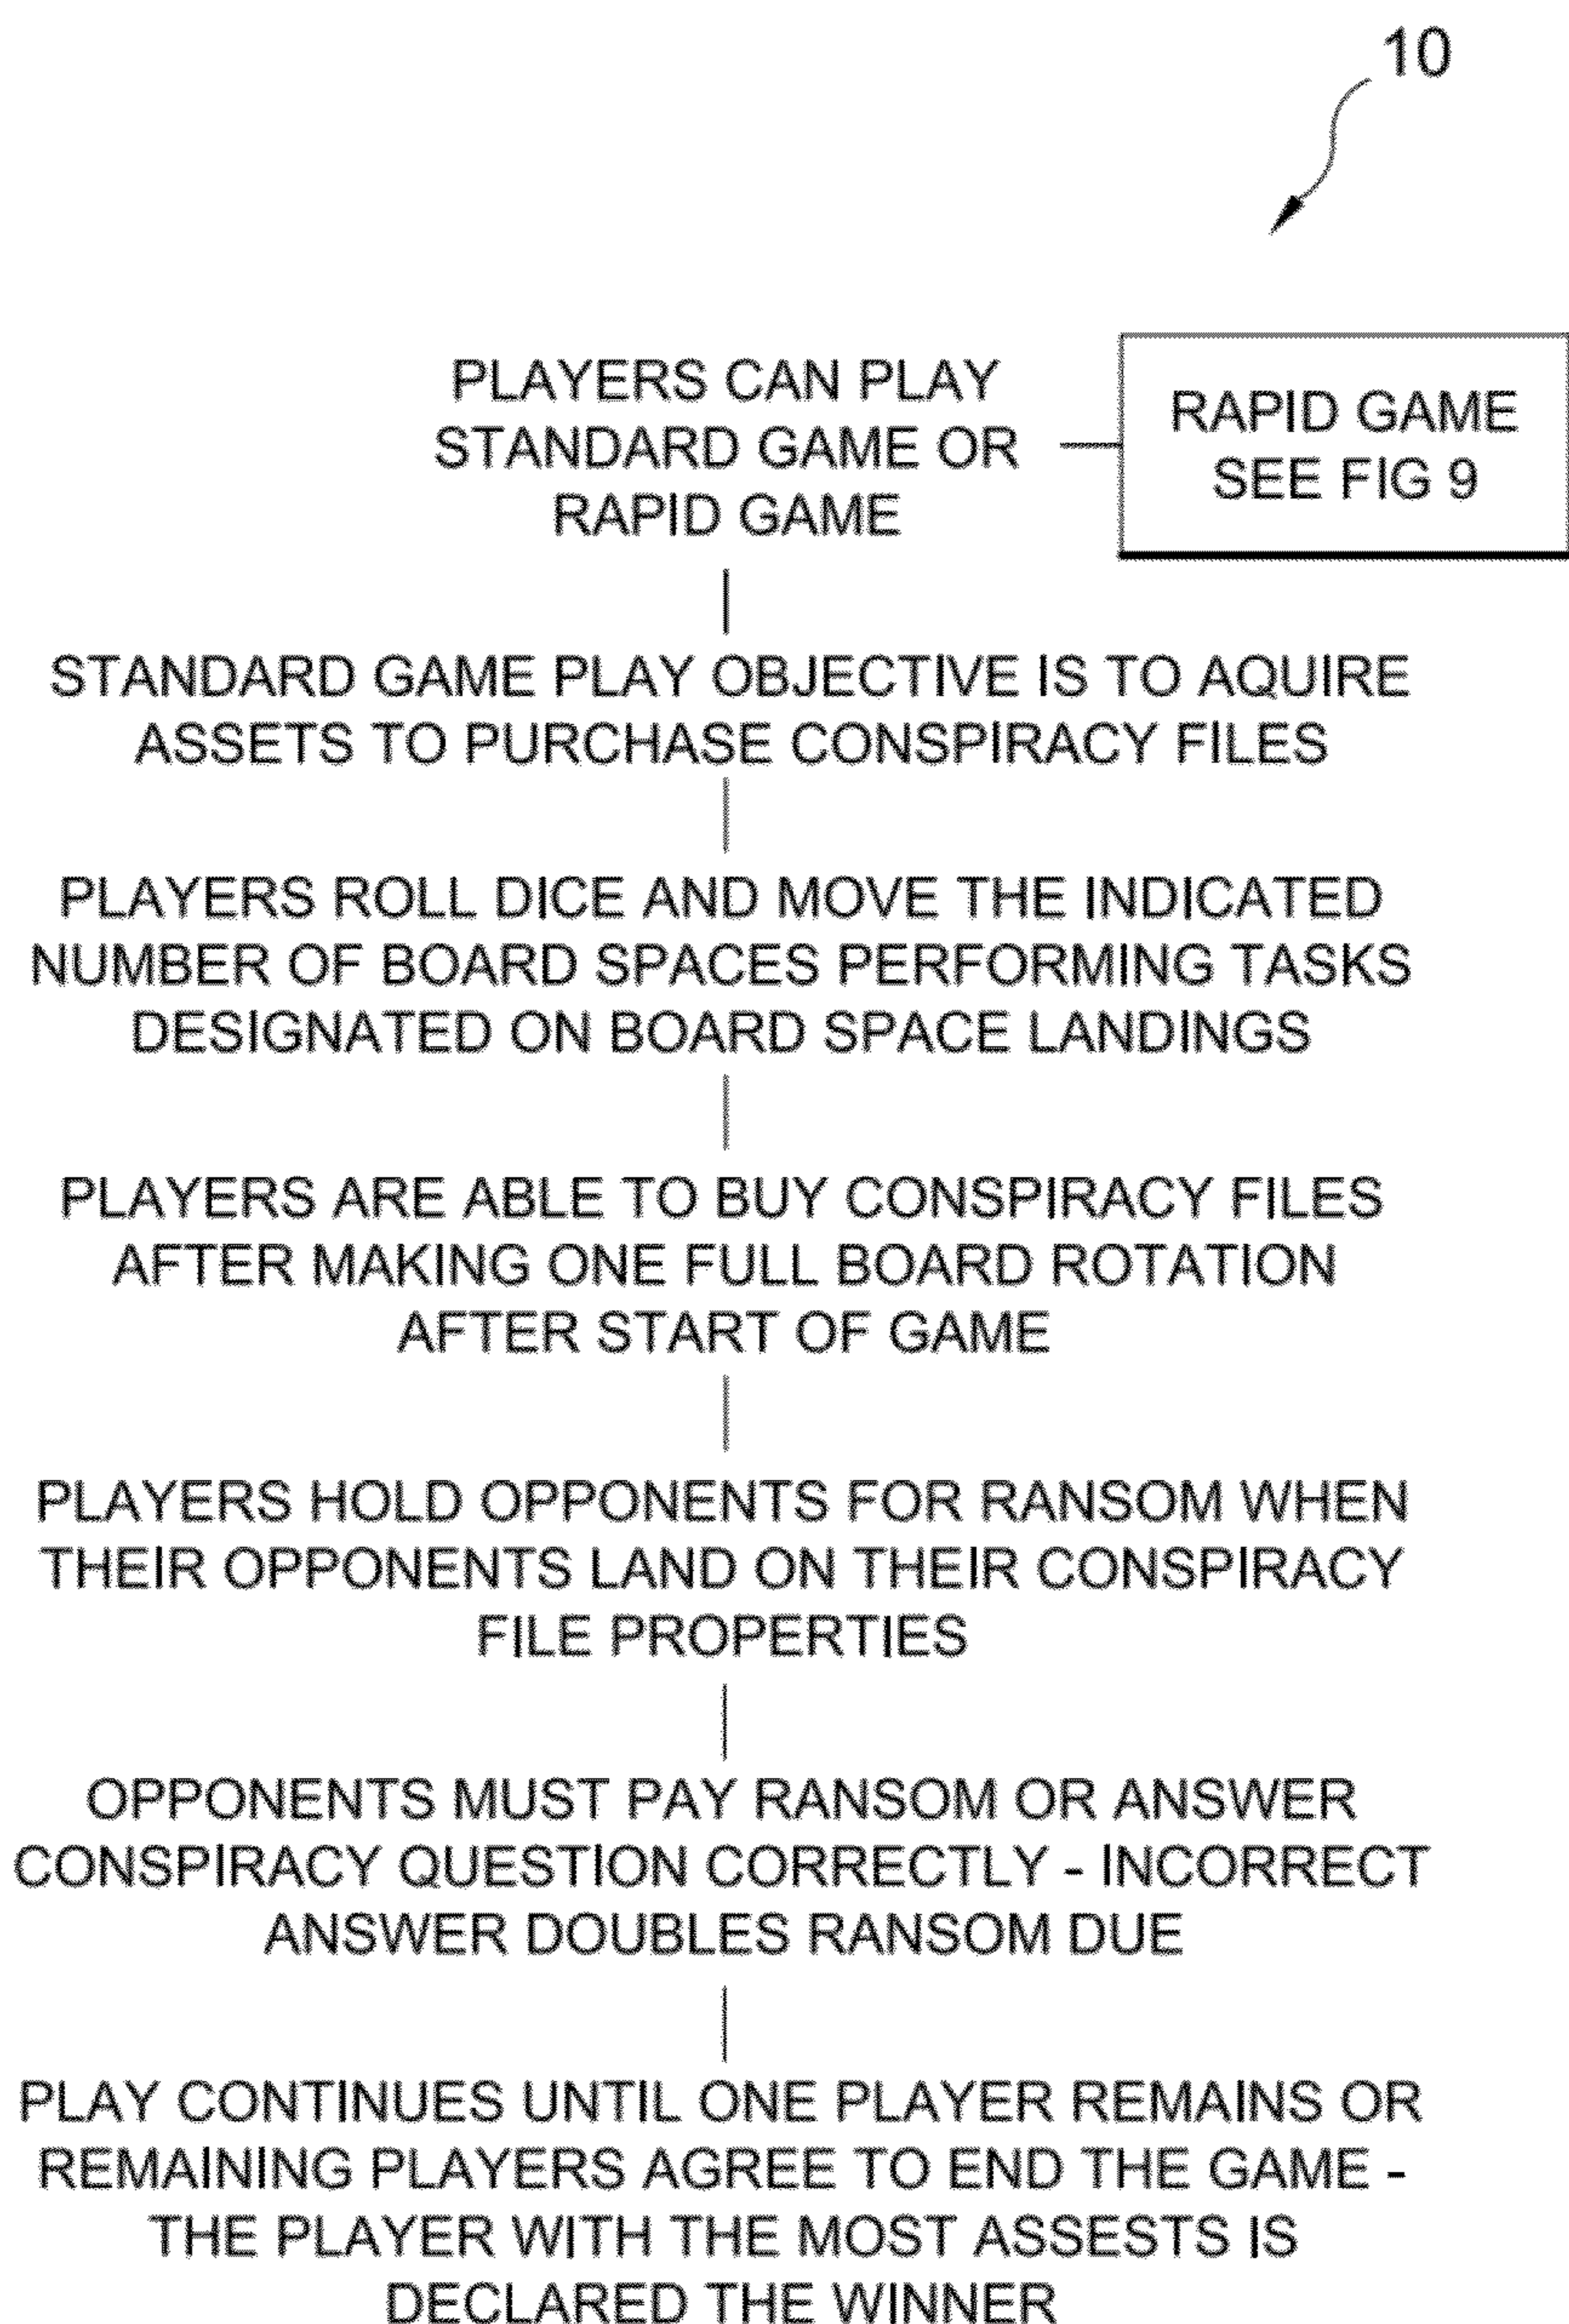 10
PLAYERS CAN PLAY
STANDARD GAME OR
RAPID GAME
RAPID GAME
SEE FIG 9
STANDARD GAME PLAY OBJECTIVE IS TO AQUIRE
ASSETS TO PURCHASE CONSPIRACY FILES
PLAYERS ROLL DICE AND MOVE THE INDICATED
NUMBER OF BOARD SPACES PERFORMING TASKS
DESIGNATED ON BOARD SPACE LANDINGS
PLAYERS ARE ABLE TO BUY CONSPIRACY FILES
AFTER MAKING ONE FULL BOARD ROTATION
AFTER START OF GAME
PLAYERS HOLD OPPONENTS FOR RANSOM WHEN
THEIR OPPONENTS LAND ON THEIR CONSPIRACY
FILE PROPERTIES
OPPONENTS MUST PAY RANSOM OR ANSWER
CONSPIRACY QUESTION CORRECTLY - INCORRECT
ANSWER DOUBLES RANSOM DUE
PLAY CONTINUES UNTIL ONE PLAYER REMAINS OR
REMAINING PLAYERS AGREE TO END THE GAME -
THE PLAYER WITH THE MOST ASSESTS IS
DECLARED THE WINNER